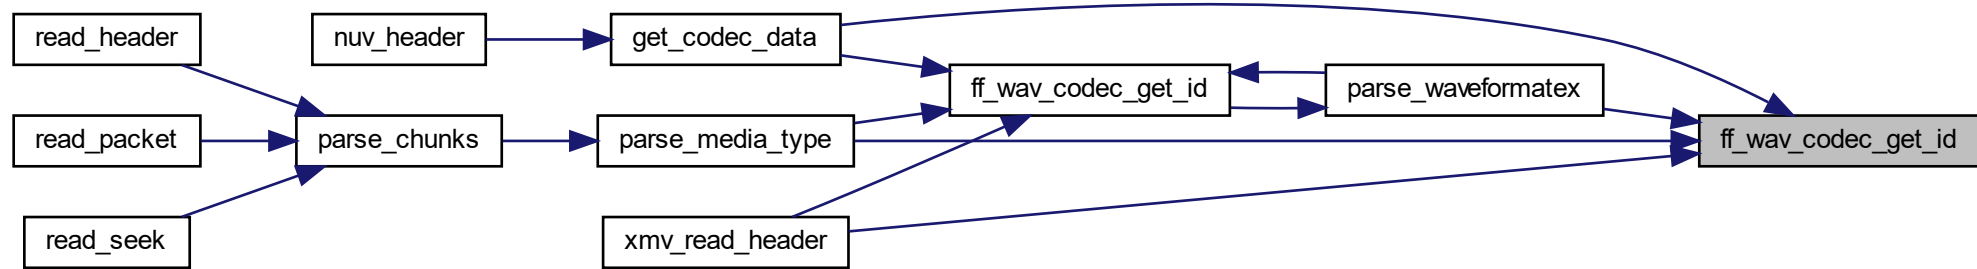 read_header
nuv_header
get_codec_data
ff_wav_codec_get_id
parse_waveformatex
read_packet
parse_chunks
parse_media_type
ff_wav_codec_get_id
read_seek
xmv_read_header